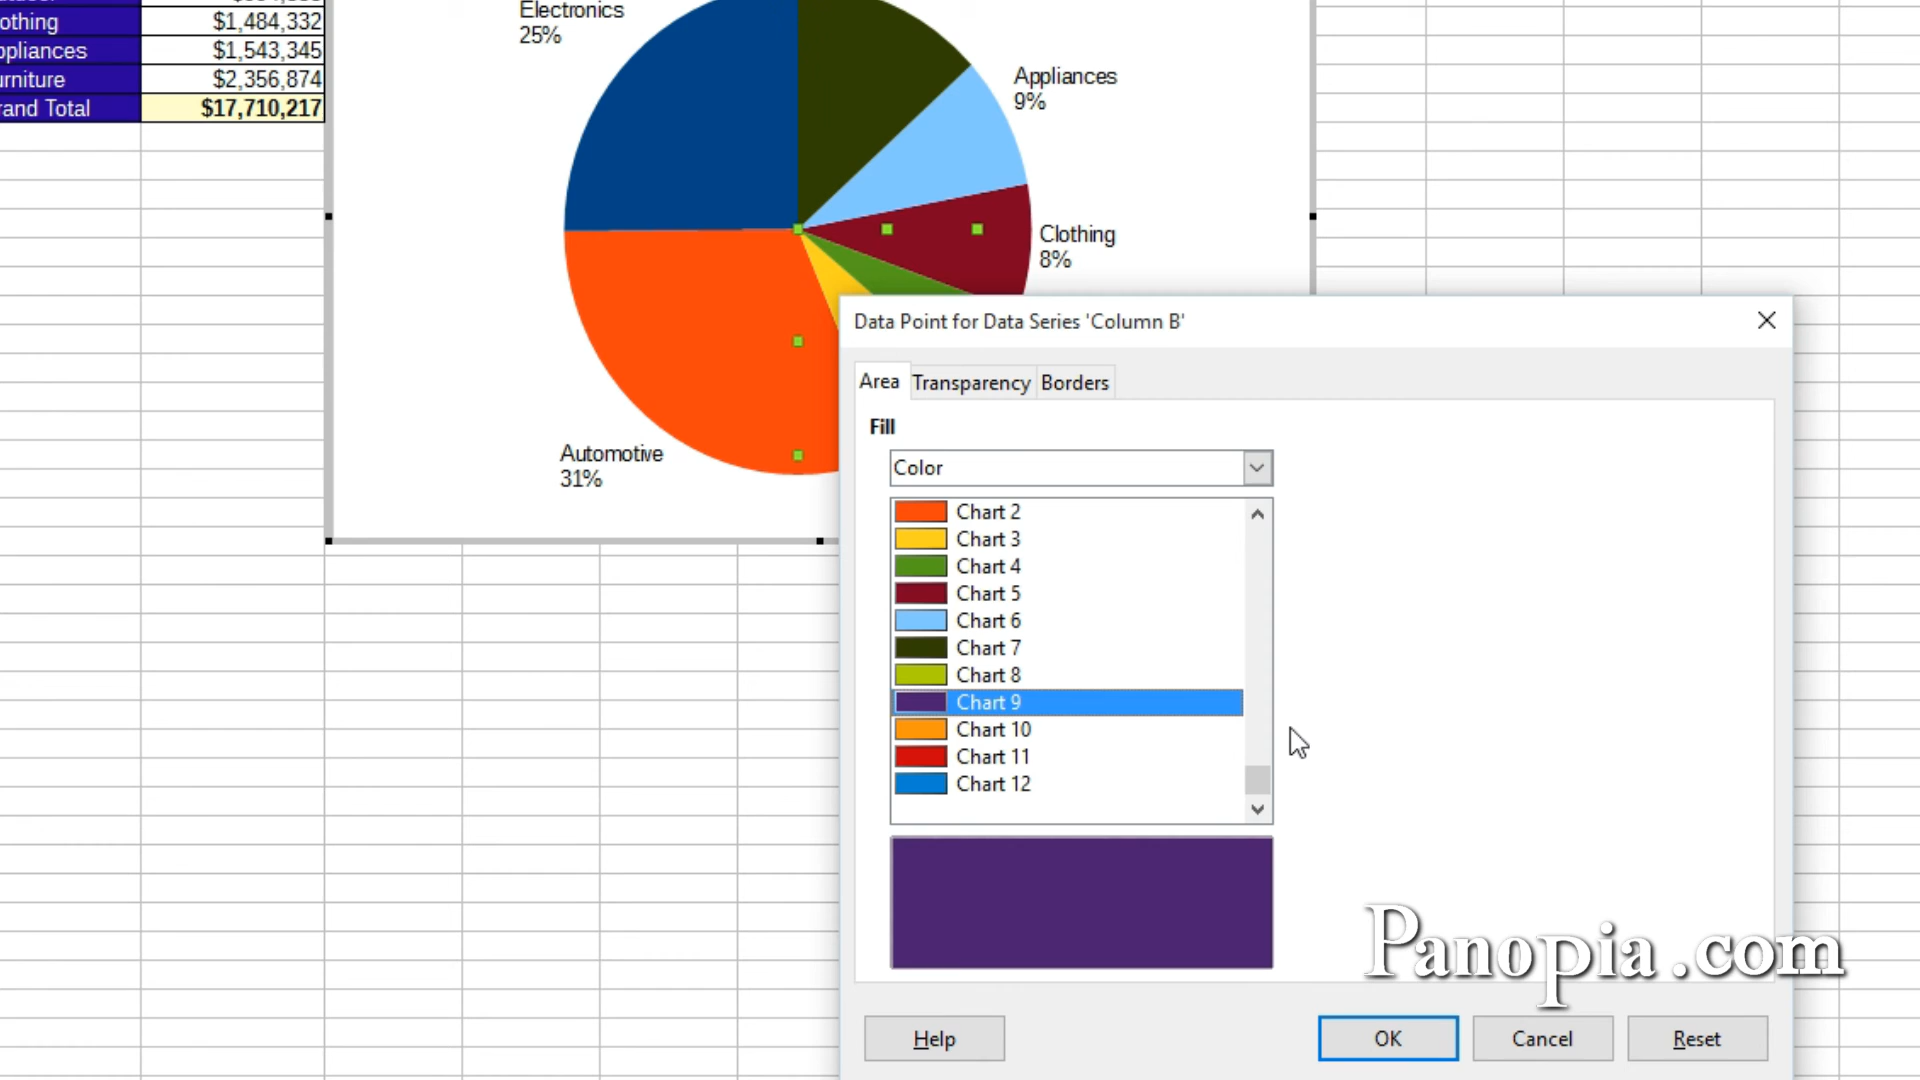 Electronics
25%
othing $1,484,332
ppliances $1,543,345
urniture $2,356,874
rand Total $17,710,217
Appliances
9%
Clothing
8%
Automotive
31%
Data Point for Data Series 'Column B'
Area Transparency Borders
Fill
Color
Chart 2
Chart 3
Chart 4
Chart 5
Chart 6
Chart 7
Chart 8
Chart 9
Chart 10
Chart 11
Chart 12
Panopia.com
Help OK Cancel Reset